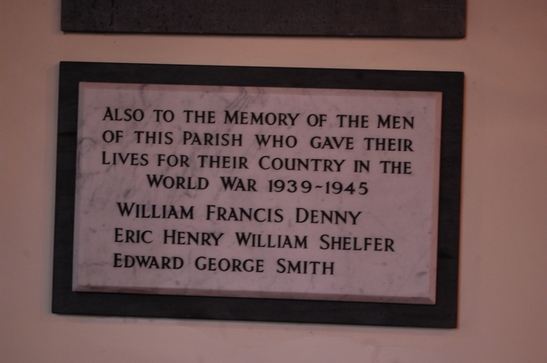 ALSO TO THE MEMORY OF THE MEN
OF THIS PARISH WHO GAVE THEIR
LIVES FOR THEIR COUNTRY IN THE
WORLD WAR 1939-1945
WILLIAM FRANCIS DENNY
ERIC HENRY WILLIAM SHELFER
EDWARD GEORGE SMITH